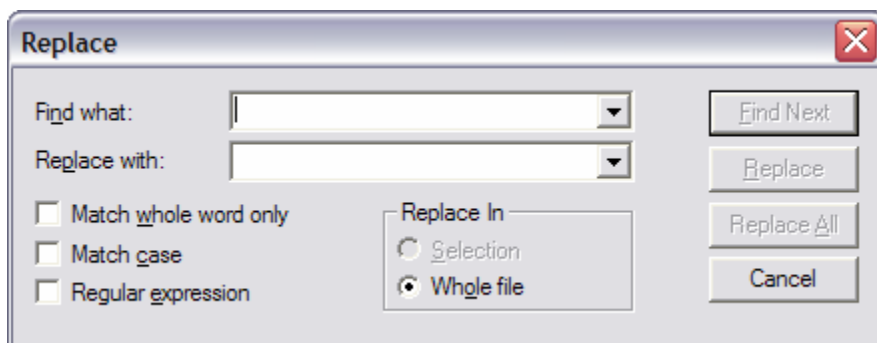 Replace
Find what:
Find Next
Replace with:
Replace
Match whole word only
Replace In
Replace All
Match case
Selection
Regular expression
Whole file
Cancel